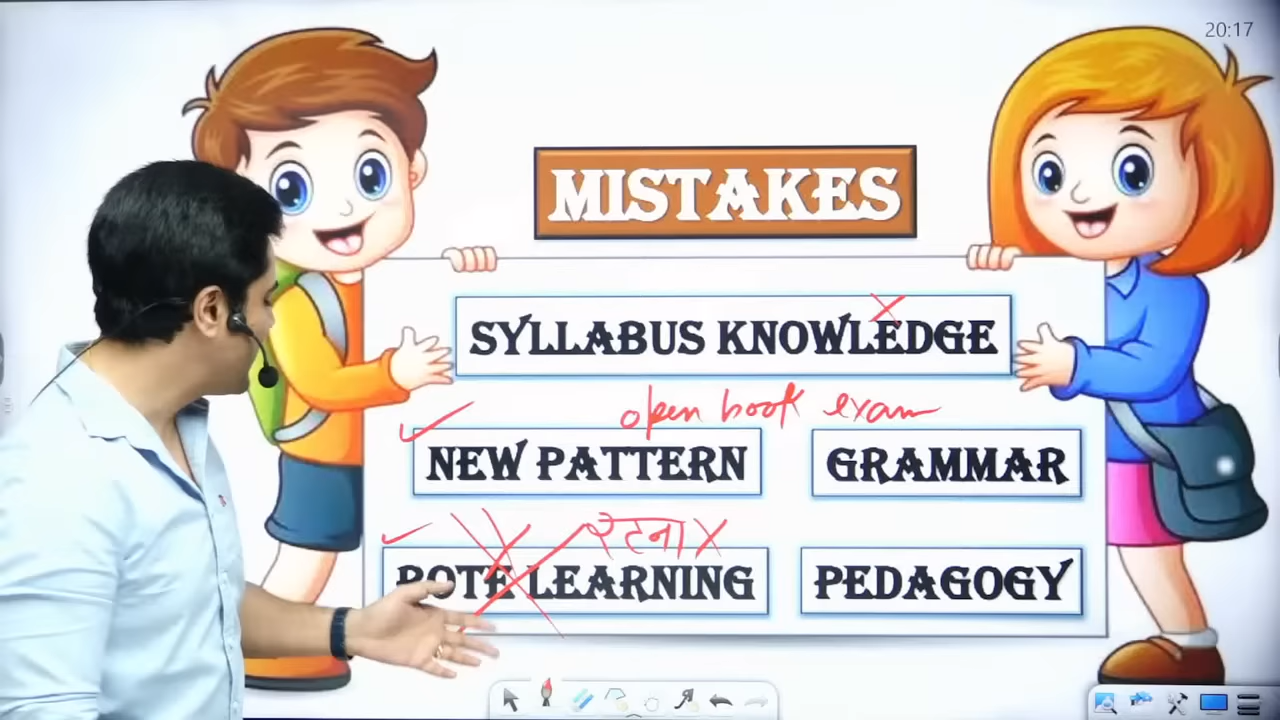 20:17
MISTAKES
SYLLABUS KNOWLEDGE
open book exam
NEW PATTERN
GRAMMAR
रटना
ROTE LEARNING
PEDAGOGY